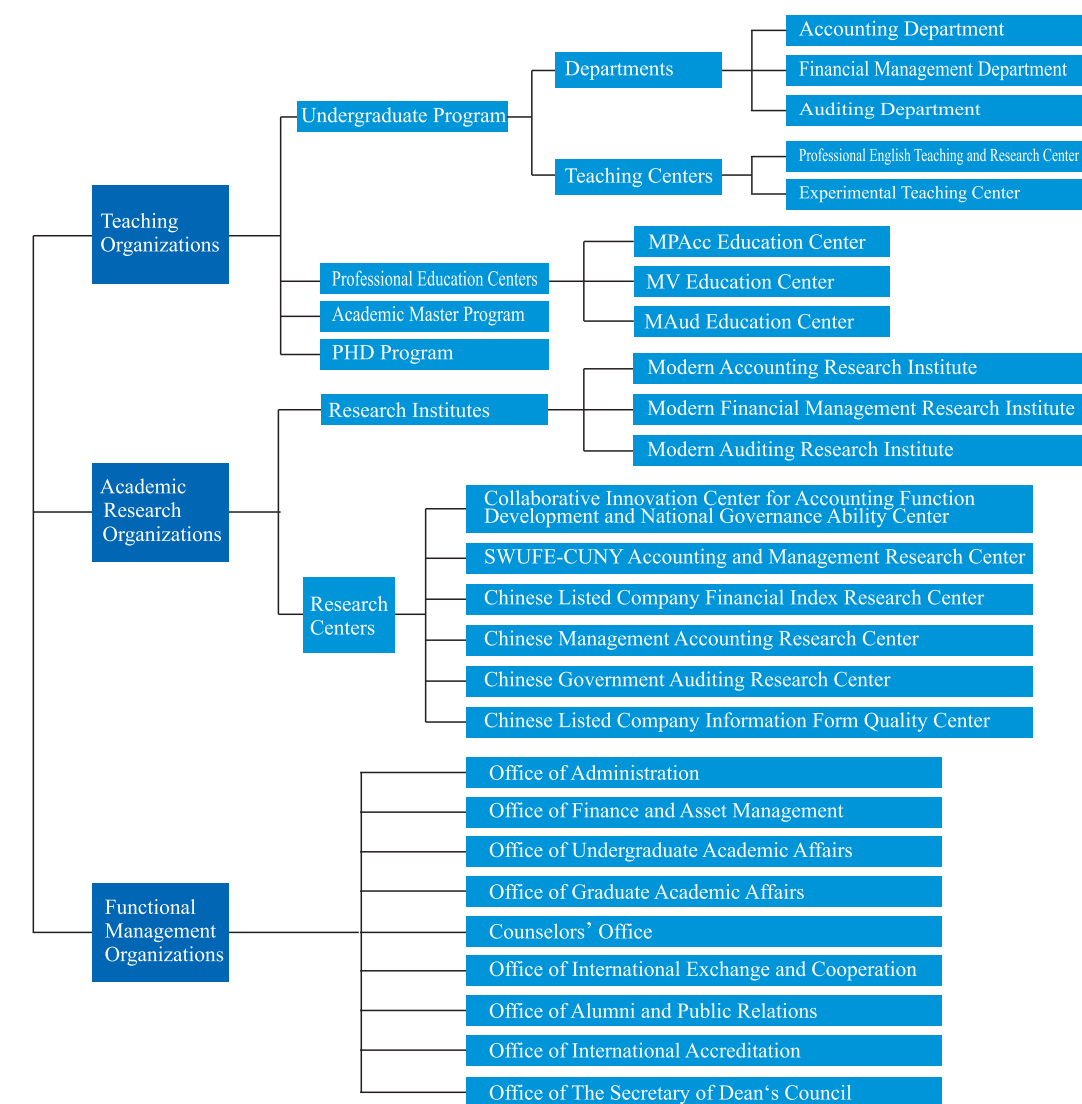 Accounting Department
Departments
Financial Management Department
Auditing Department
Undergraduate Program
Professional English Teaching and Research Center
Teaching Centers
Experimental Teaching Center
Teaching
Organizations
MPAcc Education Center
Professional Education Centers
MV Education Center
Academic Master Program
MAud Education Center
PHD Program
Modern Accounting Research Institute
Research Institutes
Modern Financial Management Research Institute
Modern Auditing Research Institute
Academic
Research
Organizations
Collaborative Innovation Center for Accounting Function
Development and National Governance Ability Center
SWUFE-CUNY Accounting and Management Research Center
Chinese Listed Company Financial Index Research Center
Research
Centers
Chinese Management Accounting Research Center
Chinese Government Auditing Research Center
Chinese Listed Company Information Form Quality Center
Office of Administration
Office of Finance and Asset Management
Office of Undergraduate Academic Affairs
Office of Graduate Academic Affairs
Functional
Management
Organizations
Counselors’ Office
Office of International Exchange and Cooperation
Office of Alumni and Public Relations
Office of International Accreditation
Office of The Secretary of Dean‘s Council